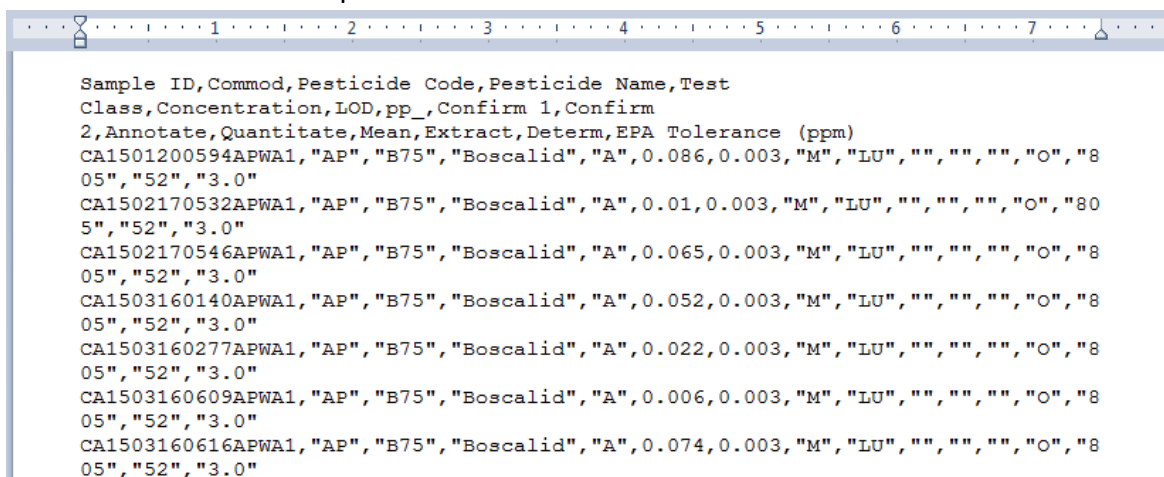 1 2 3 4 5 6 7
Sample ID,Commod,Pesticide Code,Pesticide Name,Test
Class,Concentration,LOD,pp_,Confirm 1,Confirm
2,Annotate,Quantitate,Mean,Extract,Determ,EPA Tolerance (ppm)
CA1501200594APWA1,"AP","B75","Boscalid","A",0.086,0.003,"M","LU","","","","O","8
05","52","3.0"
CA1502170532APWA1,"AP","B75","Boscalid","A",0.01,0.003,"M","LU","","","","O","80
5","52","3.0"
CA1502170546APWA1,"AP","B75","Boscalid","A",0.065,0.003,"M","LU","","","","O","8
05","52","3.0"
CA1503160140APWA1,"AP","B75","Boscalid","A",0.052,0.003,"M","LU","","","","O","8
05","52","3.0"
CA1503160277APWA1,"AP","B75","Boscalid","A",0.022,0.003,"M","LU","","","","O","8
05","52","3.0"
CA1503160609APWA1,"AP","B75","Boscalid","A",0.006,0.003,"M","LU","","","","O","8
05","52","3.0"
CA1503160616APWA1,"AP","B75","Boscalid","A",0.074,0.003,"M","LU","","","","O","8
05","52","3.0"